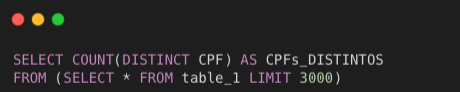 SELECT COUNT(DISTINCT CPF) AS CPFs_DISTINTOS
FROM (SELECT * FROM table_1 LIMIT 3000)